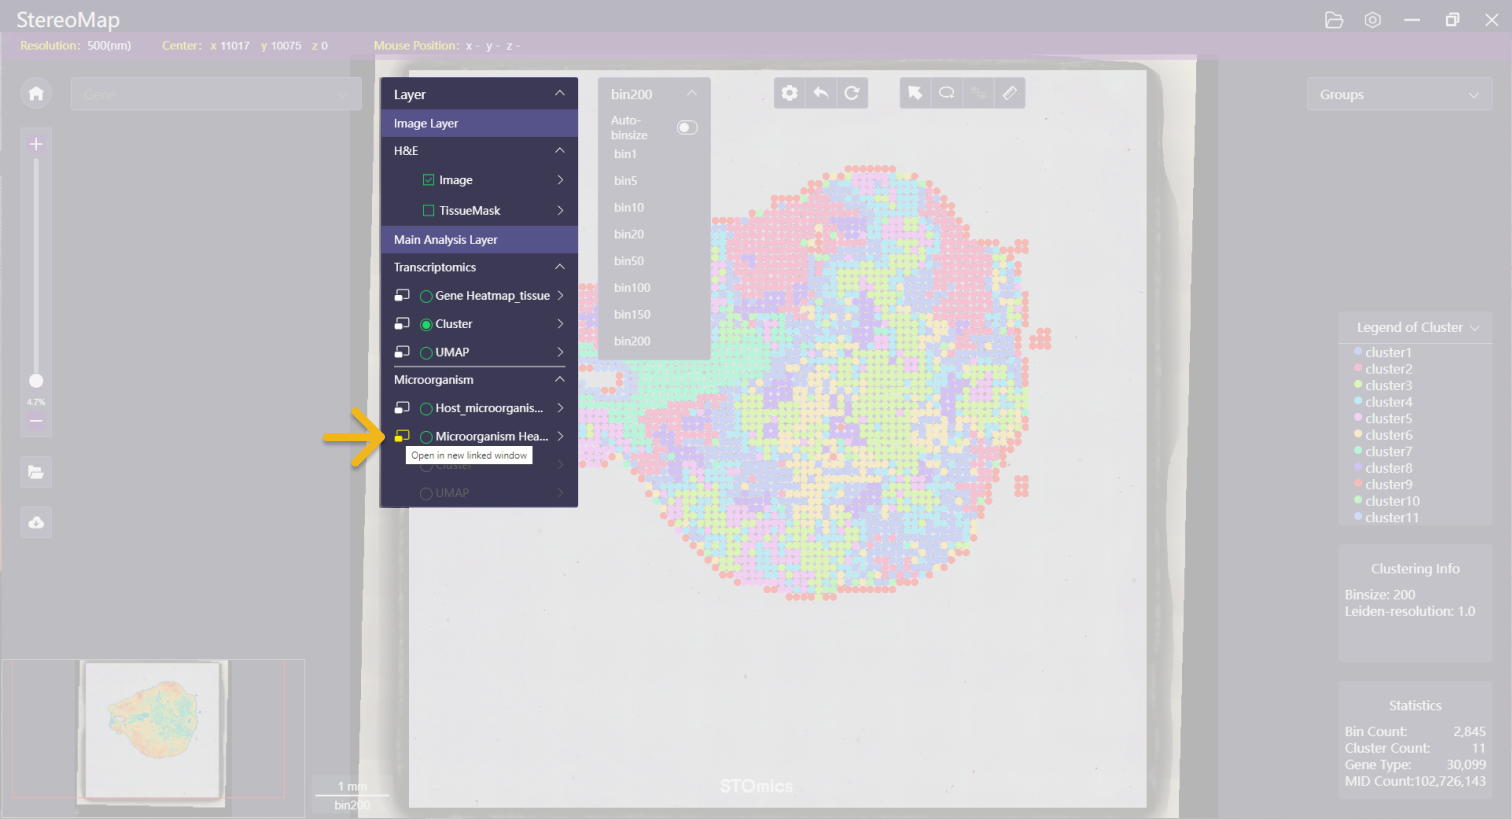 StereoMap
Resolution: 500(nm) Center: x 11017 y 10075 z 0 Mouse Position: x - y - z -
Gene
Layer
Image Layer
H&E
Image
TissueMask
Main Analysis Layer
Transcriptomics
Gene Heatmap_tissue
Cluster
UMAP
Microorganism
Host_microorganis...
Microorganism Hea...
Open in new linked window
Cluster
UMAP
bin200
Auto-
binsize
bin1
bin5
bin10
bin20
bin50
bin100
bin150
bin200
Groups
4.7%
Legend of Cluster
cluster1
cluster2
cluster3
cluster4
cluster5
cluster6
cluster7
cluster8
cluster9
cluster10
cluster11
Clustering Info
Binsize: 200
Leiden-resolution: 1.0
Statistics
Bin Count: 2,845
Cluster Count: 11
Gene Type: 30,099
MID Count:102,726,143
1 mm
bin200
STOmics